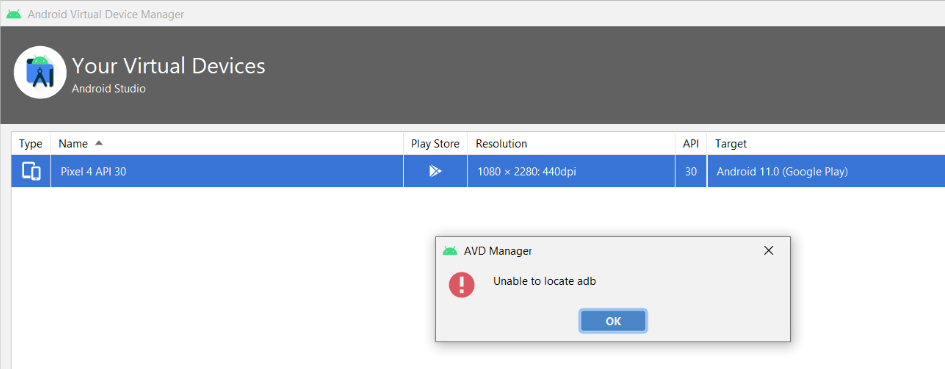 Android Virtual Device Manager
Your Virtual Devices
Android Studio
Type Name Play Store Resolution API Target
Pixel 4 API 30 1080 × 2280: 440dpi 30 Android 11.0 (Google Play)
AVD Manager
Unable to locate adb
OK